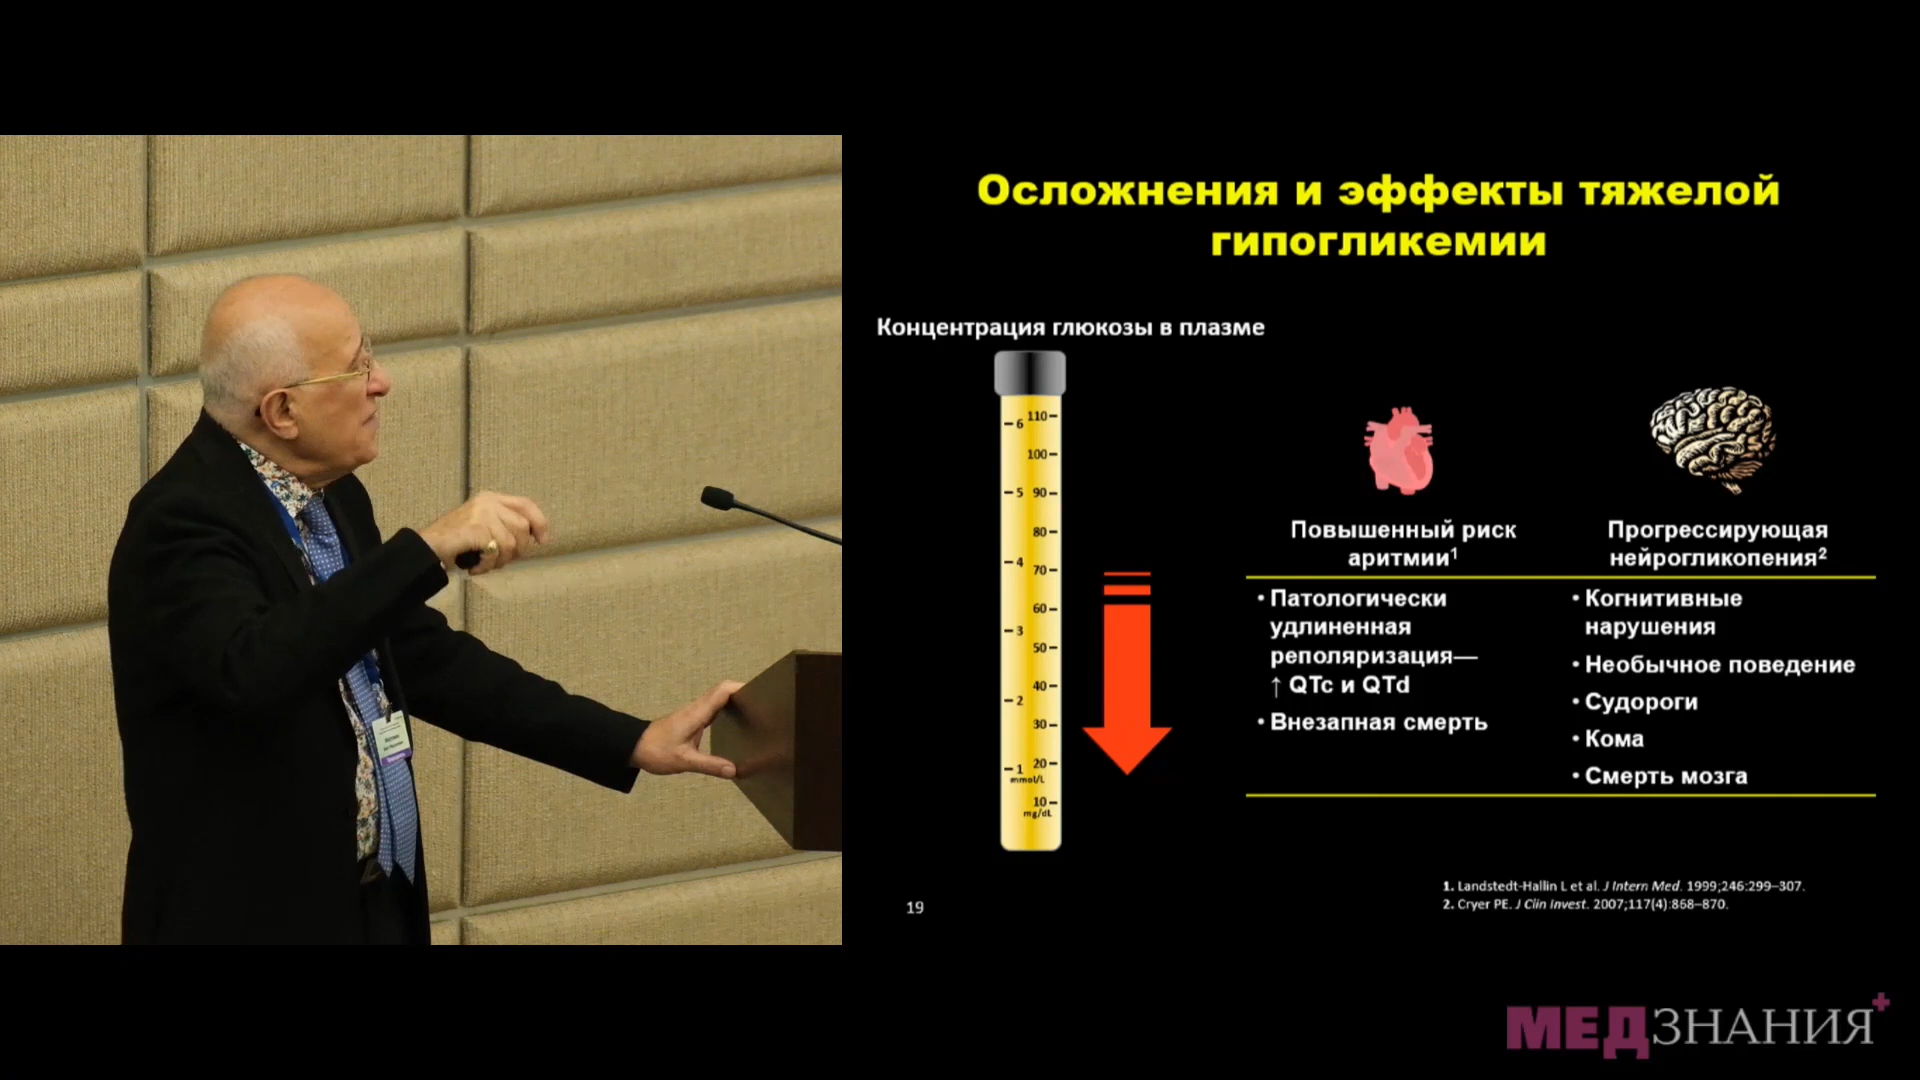 Осложнения и эффекты тяжелой
гипогликемии
Концентрация глюкозы в плазме
110
6
100
5 90
80
4
70
60
3
50
40
2
30
1 20
mmol/L
10
mg/dL
Повышенный риск
аритмии¹
• Патологически
удлиненная
реполяризация—
↑ QTc и QTd
• Внезапная смерть
Прогрессирующая
нейрогликопения²
• Когнитивные
нарушения
• Необычное поведение
• Судороги
• Кома
• Смерть мозга
1. Landstedt-Hallin L et al. J Intern Med. 1999;246:299–307.
2. Cryer PE. J Clin Invest. 2007;117(4):868–870.
19
МЕДЗНАНИЯ+